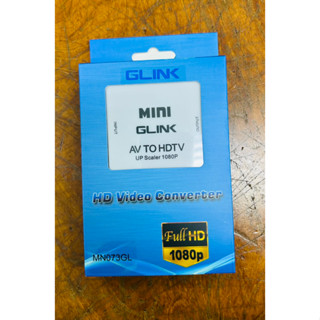 GLINK
MINI
GLINK
AV TO HDTV
UP Scaler 1080P
HD Video Converter
Full HD
1080p
MN073GL